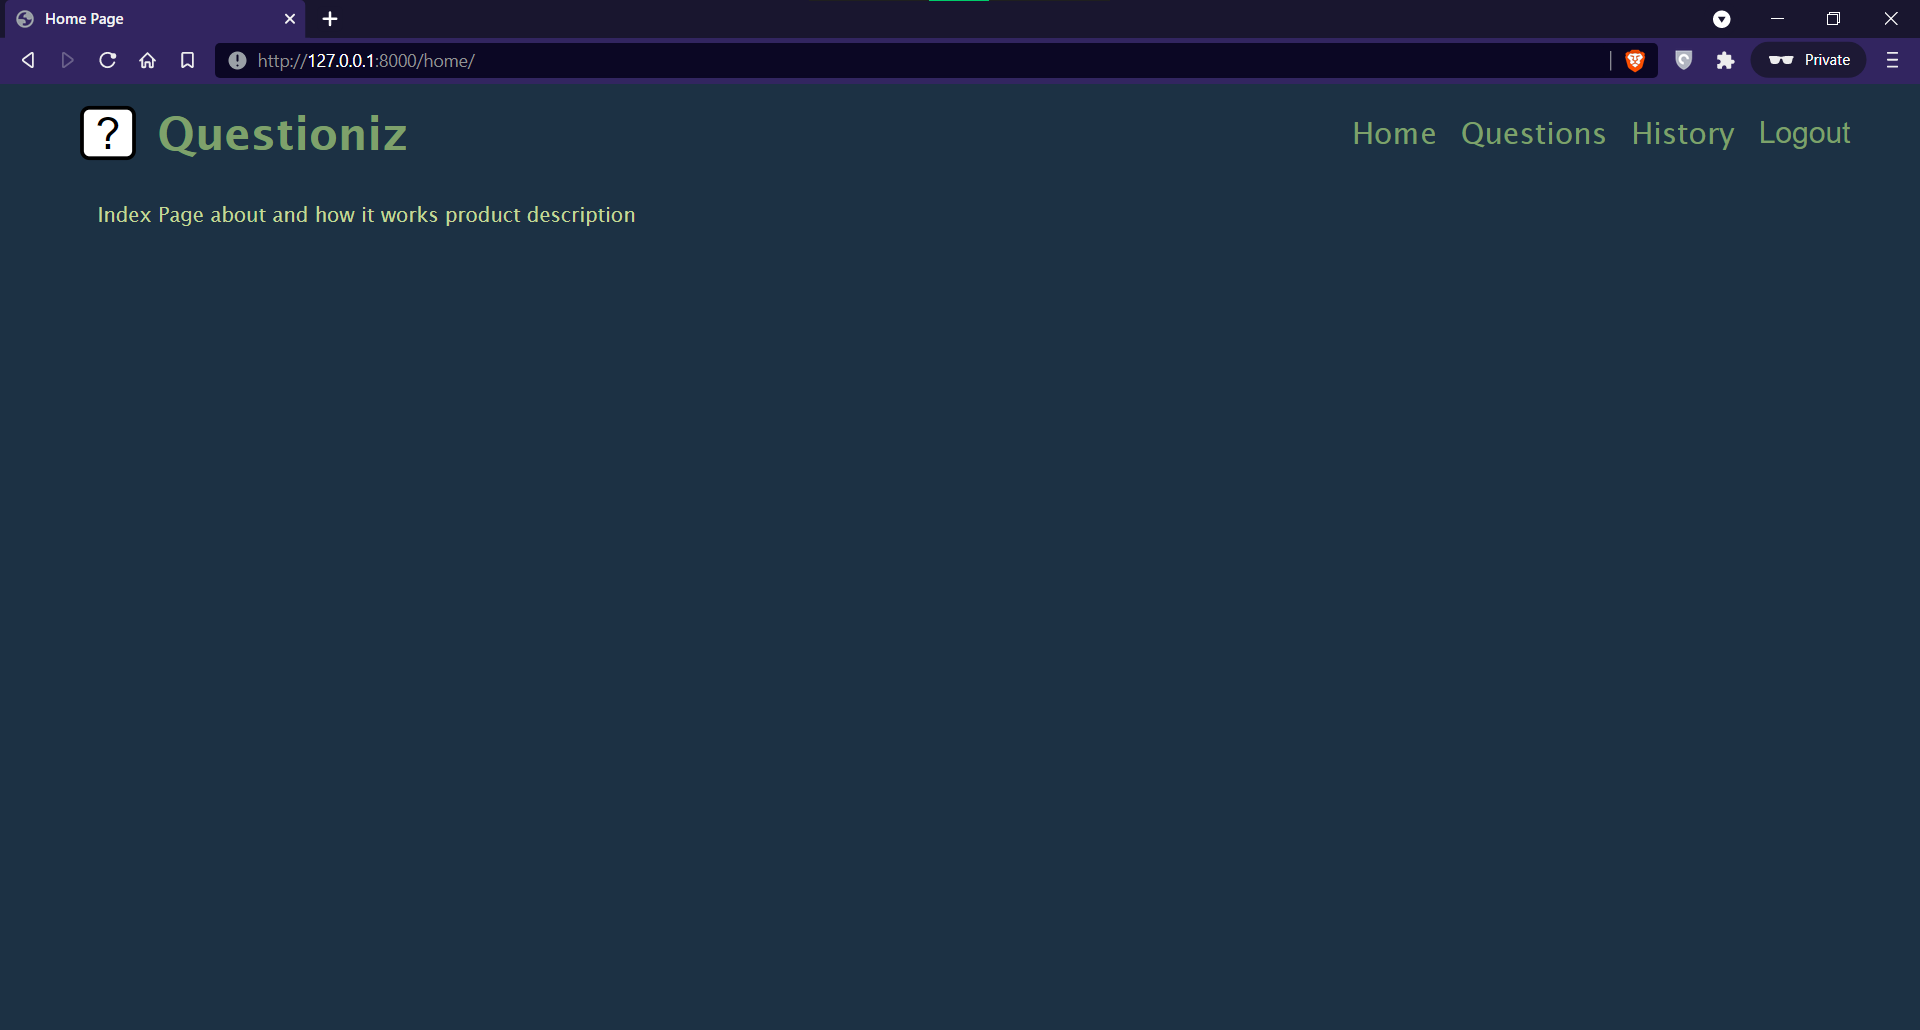 Home Page
http://127.0.0.1:8000/home/
Private
? Questioniz
Home Questions History Logout
Index Page about and how it works product description